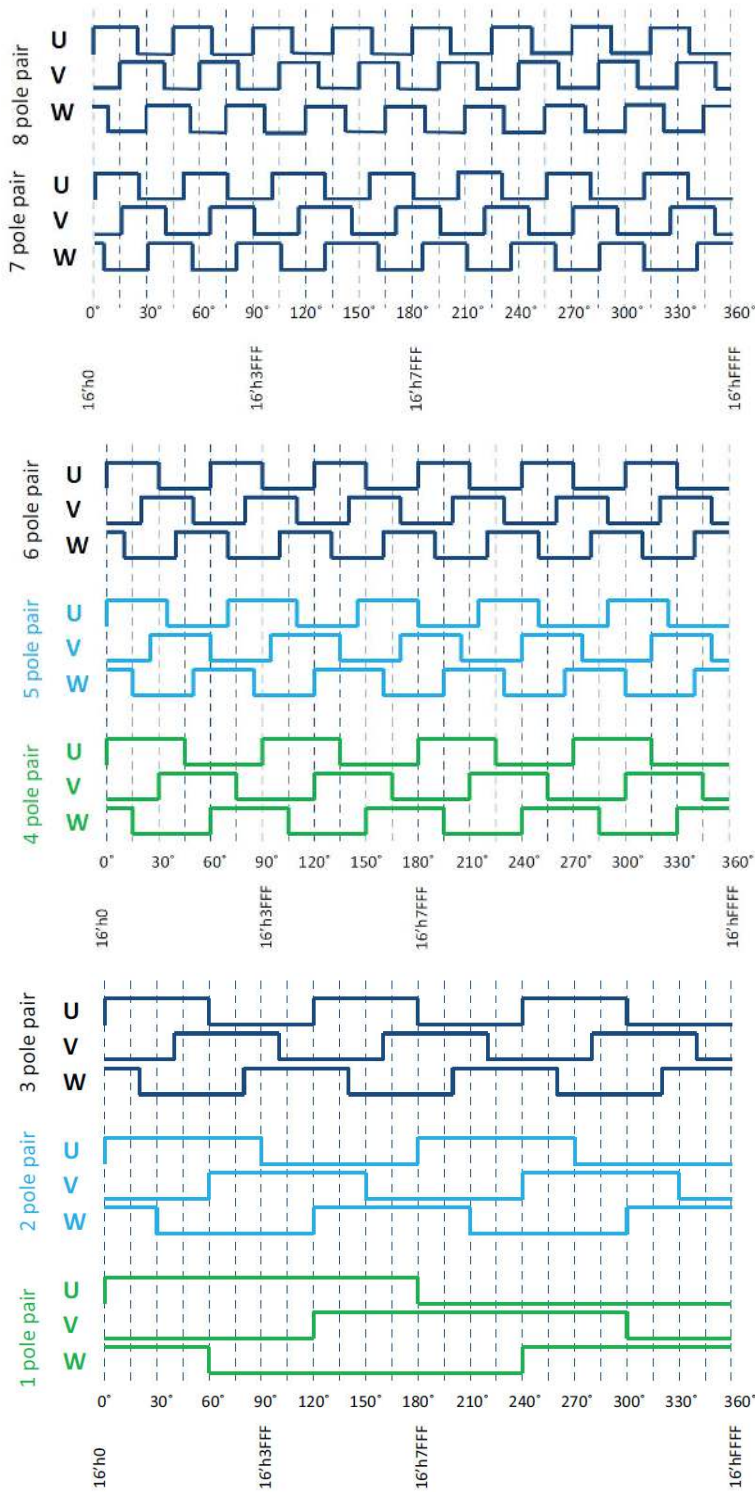 8 pole pair
U
V
W
7 pole pair
U
V
W
0° 30° 60° 90° 120° 150° 180° 210° 240° 270° 300° 330° 360°
16'h0 16'h3FFF 16'h7FFF 16'hFFFF
6 pole pair
U
V
W
5 pole pair
U
V
W
4 pole pair
U
V
W
0° 30° 60° 90° 120° 150° 180° 210° 240° 270° 300° 330° 360°
16'h0 16'h3FFF 16'h7FFF 16'hFFFF
3 pole pair
U
V
W
2 pole pair
U
V
W
1 pole pair
U
V
W
0° 30° 60° 90° 120° 150° 180° 210° 240° 270° 300° 330° 360°
16'h0 16'h3FFF 16'h7FFF 16'hFFFF